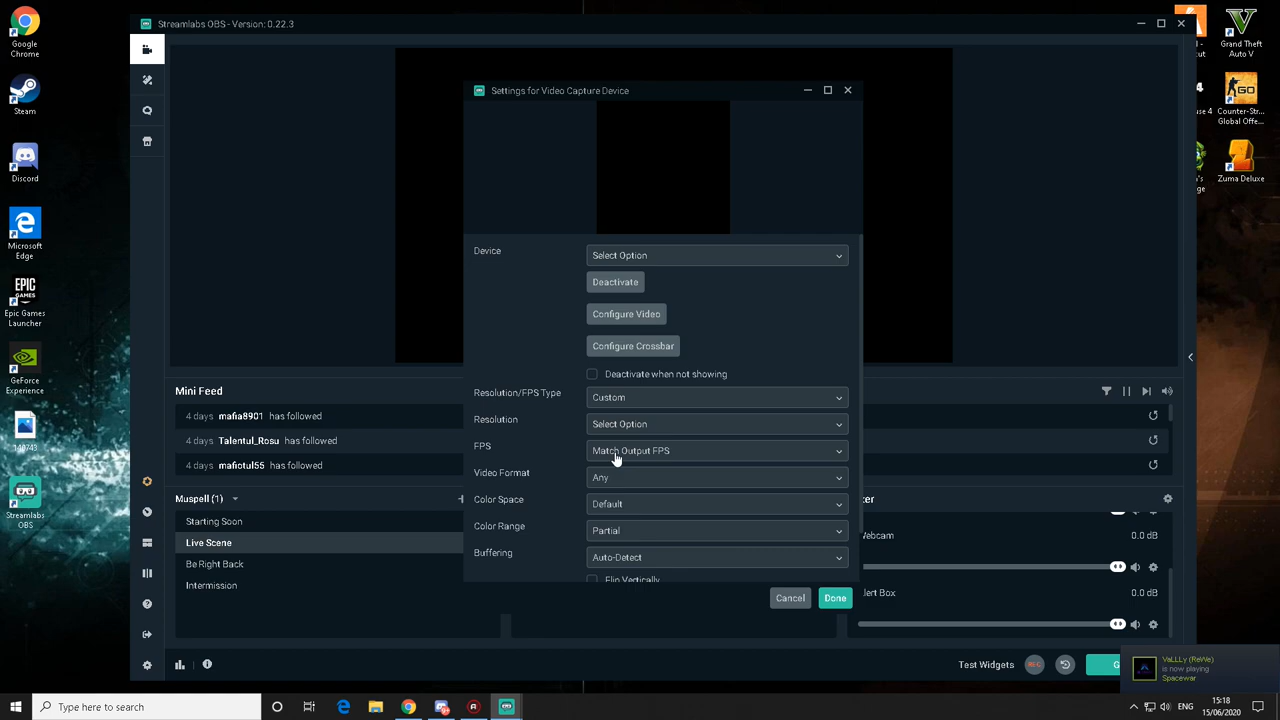 Streamlabs OBS - Version: 0.22.3
Google
Chrome
Steam
Discord
Microsoft
Edge
Epic Games
Launcher
GeForce
Experience
140743
Streamlabs
OBS
Grand Theft
Auto V
Counter-Str...
Global Offe...
Zuma Deluxe
Settings for Video Capture Device
Device
Select Option
Deactivate
Configure Video
Configure Crossbar
Deactivate when not showing
Resolution/FPS Type
Custom
Resolution
Select Option
FPS
Match Output FPS
Video Format
Any
Color Space
Default
Color Range
Partial
Buffering
Auto-Detect
Flip Vertically
Cancel
Done
Mini Feed
4 days mafia8901 has followed
4 days Talentul_Rosu has followed
4 days mafiotul55 has followed
Muspell (1)
Starting Soon
Live Scene
Be Right Back
Intermission
0.0 dB
0.0 dB
Test Widgets
REC
VaLLLy (ReWe)
is now playing
Spacewar
Type here to search
ENG
15:18
15/06/2020